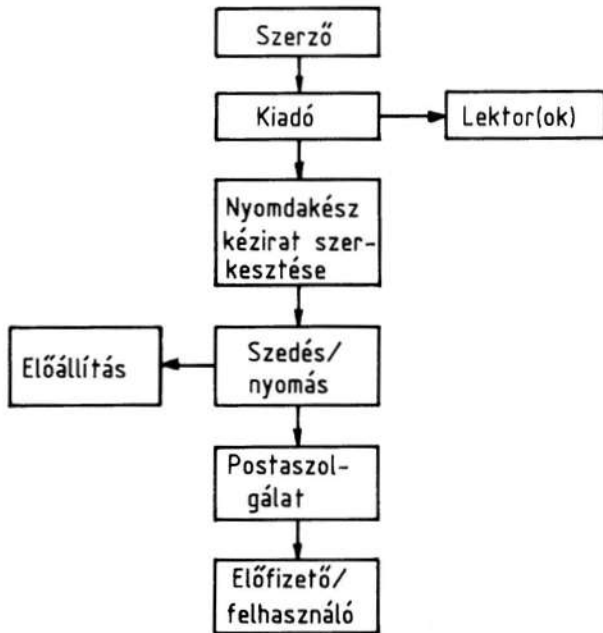 Szerző
Kiadó
Lektor(ok)
Nyomdakész
kézirat szer-
kesztése
Előállítás
Szedés/
nyomás
Postaszol-
gálat
Előfizető/
felhasználó